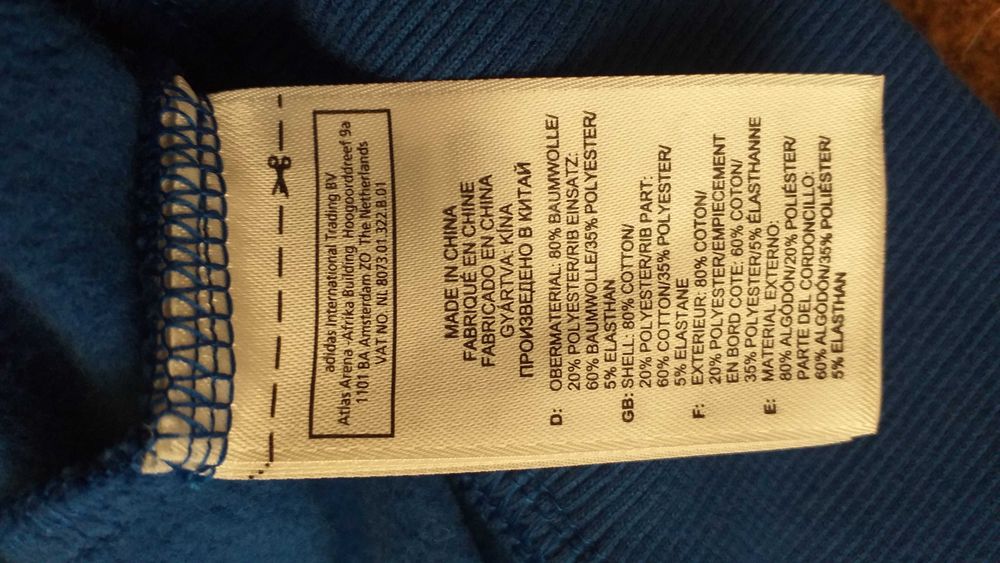 adidas International Trading BV
Atlas Arena -Afrika Building Hoogoorddreef 9a
1101 BA Amsterdam ZO The Netherlands
VAT NO. NL 8073 01 322 B 01
MADE IN CHINA
FABRIQUÉ EN CHINE
FABRICADO EN CHINA
GYÁRTVA: KÍNA
ПРОИЗВЕДЕНО В КИТАЙ
D: OBERMATERIAL: 80% BAUMWOLLE/
20% POLYESTER/RIB EINSATZ:
60% BAUMWOLLE/35% POLYESTER/
5% ELASTHAN
GB: SHELL: 80% COTTON/
20% POLYESTER/RIB PART:
60% COTTON/35% POLYESTER/
5% ELASTANE
F: EXTERIEUR: 80% COTON/
20% POLYESTER/EMPIECEMENT
EN BORD COTE: 60% COTON/
35% POLYESTER/5% ÉLASTHANNE
E: MATERIAL EXTERNO:
80% ALGODÓN/20% POLIÉSTER/
PARTE DEL CORDONCILLO:
60% ALGODÓN/35% POLIÉSTER/
5% ELASTHAN